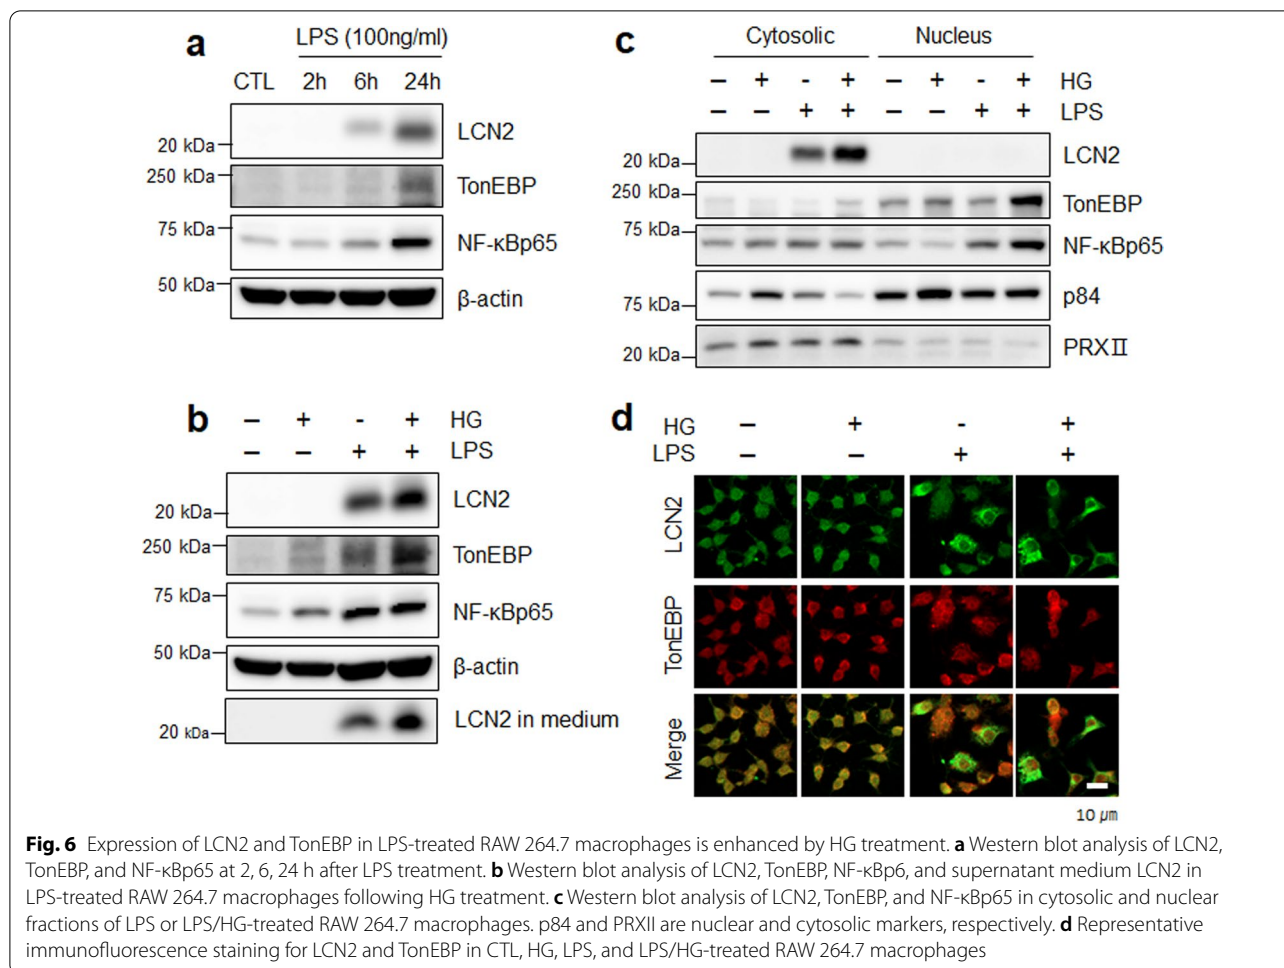 a
LPS (100ng/ml)
CTL 2h 6h 24h
20 kDa LCN2
250 kDa TonEBP
75 kDa NF-κBp65
50 kDa β-actin
b
– + - + HG
– – + + LPS
20 kDa LCN2
250 kDa TonEBP
75 kDa NF-κBp65
50 kDa β-actin
20 kDa LCN2 in medium
c
Cytosolic Nucleus
– + - + – + - + HG
– – + + – – + + LPS
20 kDa LCN2
250 kDa TonEBP
75 kDa NF-κBp65
75 kDa p84
20 kDa PRXⅡ
d
HG – + - +
LPS – – + +
LCN2
TonEBP
Merge
10 μm
Fig. 6 Expression of LCN2 and TonEBP in LPS-treated RAW 264.7 macrophages is enhanced by HG treatment. a Western blot analysis of LCN2,
TonEBP, and NF-κBp65 at 2, 6, 24 h after LPS treatment. b Western blot analysis of LCN2, TonEBP, NF-κBp6, and supernatant medium LCN2 in
LPS-treated RAW 264.7 macrophages following HG treatment. c Western blot analysis of LCN2, TonEBP, and NF-κBp65 in cytosolic and nuclear
fractions of LPS or LPS/HG-treated RAW 264.7 macrophages. p84 and PRXII are nuclear and cytosolic markers, respectively. d Representative
immunofluorescence staining for LCN2 and TonEBP in CTL, HG, LPS, and LPS/HG-treated RAW 264.7 macrophages